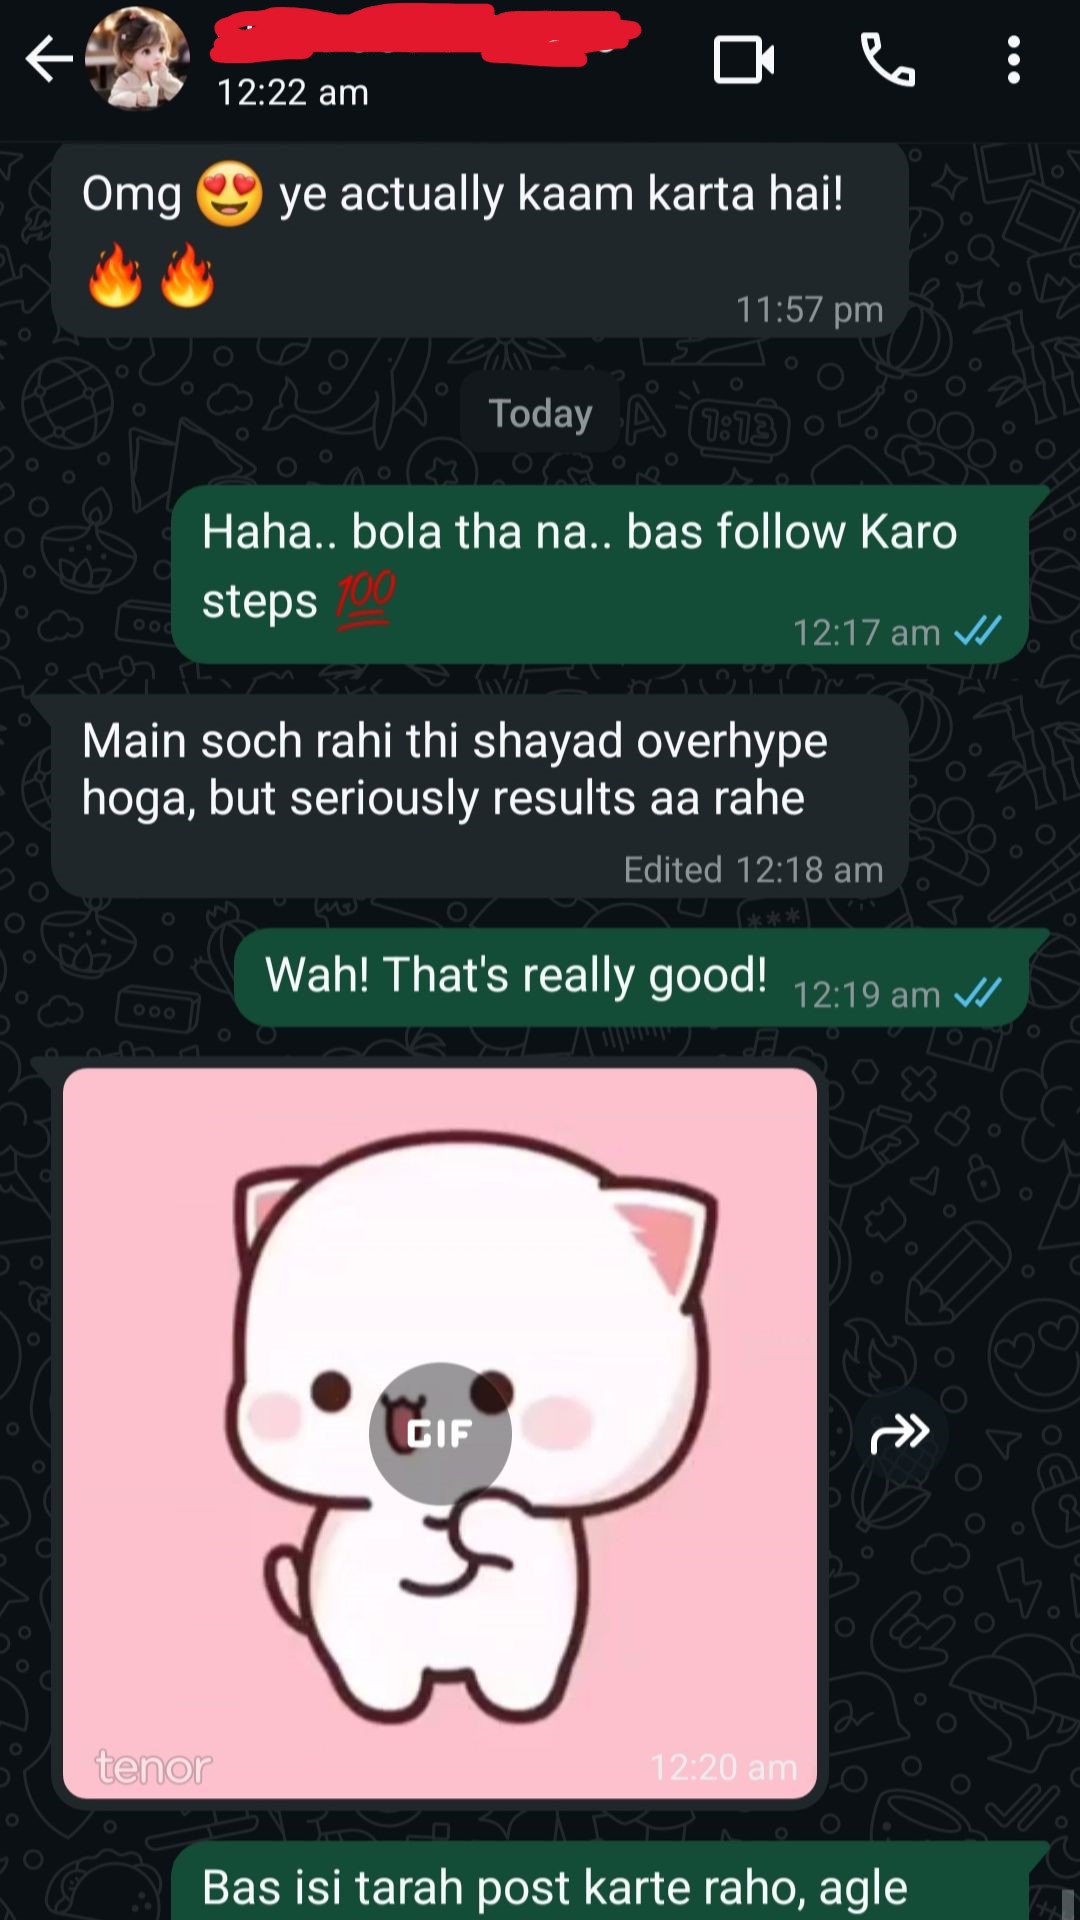 12:22 am
Omg 😍 ye actually kaam karta hai!
🔥🔥
11:57 pm
Today
Haha.. bola tha na.. bas follow Karo
steps 💯
12:17 am
Main soch rahi thi shayad overhype
hoga, but seriously results aa rahe
Edited 12:18 am
Wah! That's really good!
12:19 am
GIF
tenor
12:20 am
Bas isi tarah post karte raho, agle